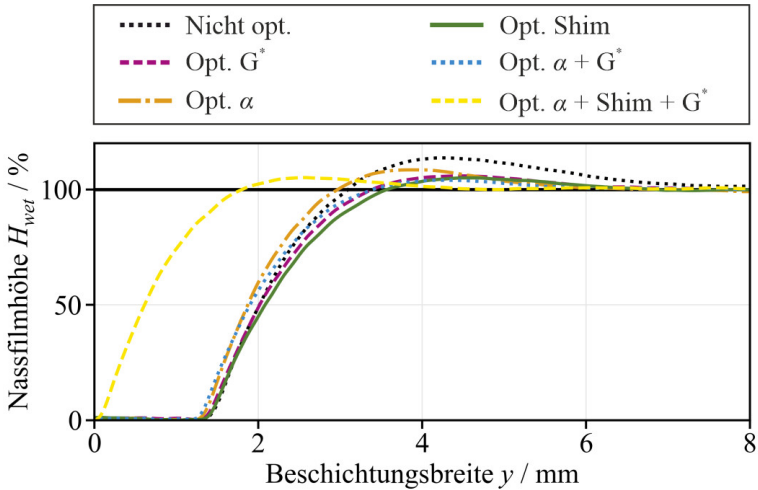 Nicht opt.
Opt. G*
Opt. α
Opt. Shim
Opt. α + G*
Opt. α + Shim + G*
Nassfilmhöhe H_wet / %
100
50
0
0 2 4 6 8
Beschichtungsbreite y / mm